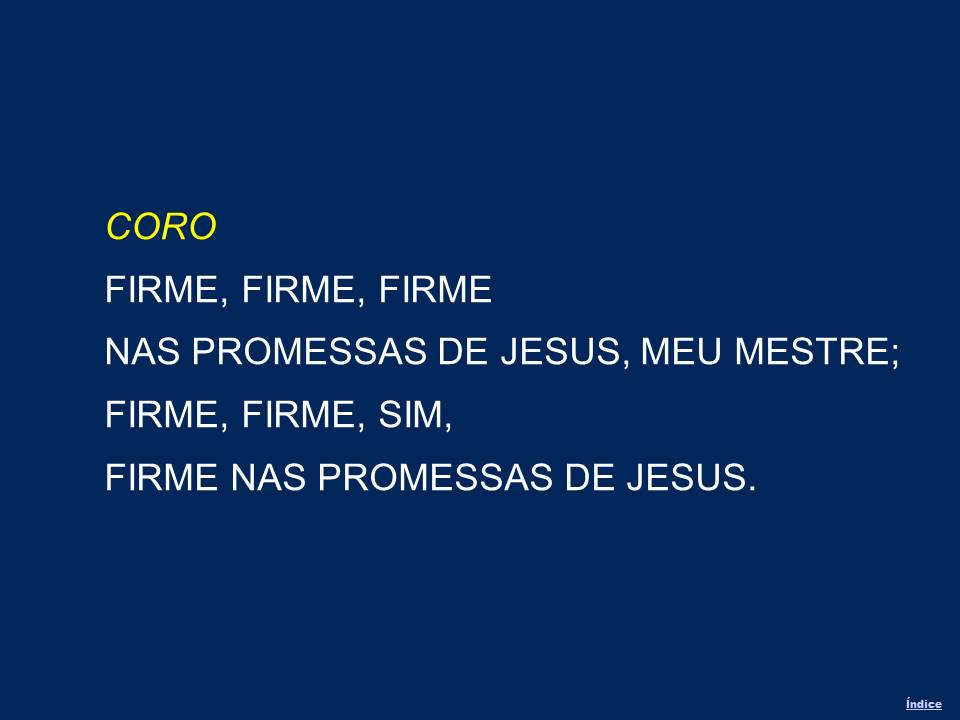 CORO
FIRME, FIRME, FIRME
NAS PROMESSAS DE JESUS, MEU MESTRE;
FIRME, FIRME, SIM,
FIRME NAS PROMESSAS DE JESUS.
Índice